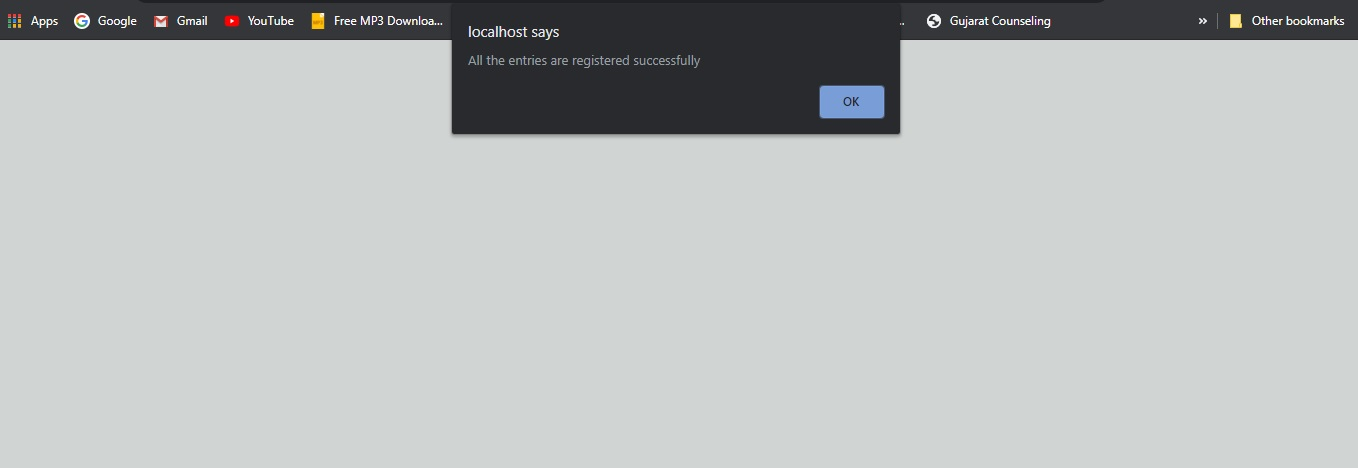 Apps Google Gmail YouTube Free MP3 Downloa... Gujarat Counseling » Other bookmarks
localhost says
All the entries are registered successfully
OK